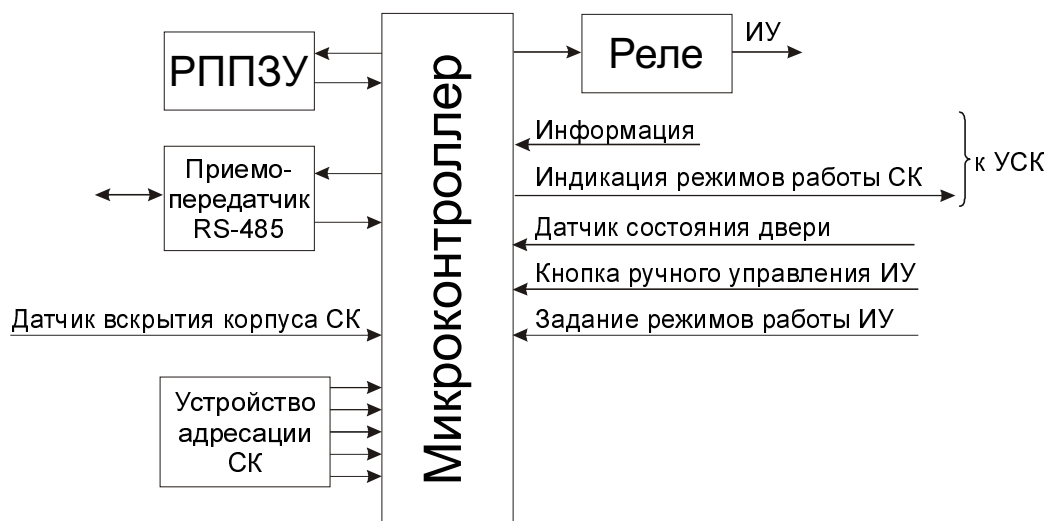 РППЗУ
Приемо-
передатчик
RS-485
Датчик вскрытия корпуса СК
Устройство
адресации
СК
Микроконтроллер
Реле
ИУ
Информация
Индикация режимов работы СК
к УСК
Датчик состояния двери
Кнопка ручного управления ИУ
Задание режимов работы ИУ